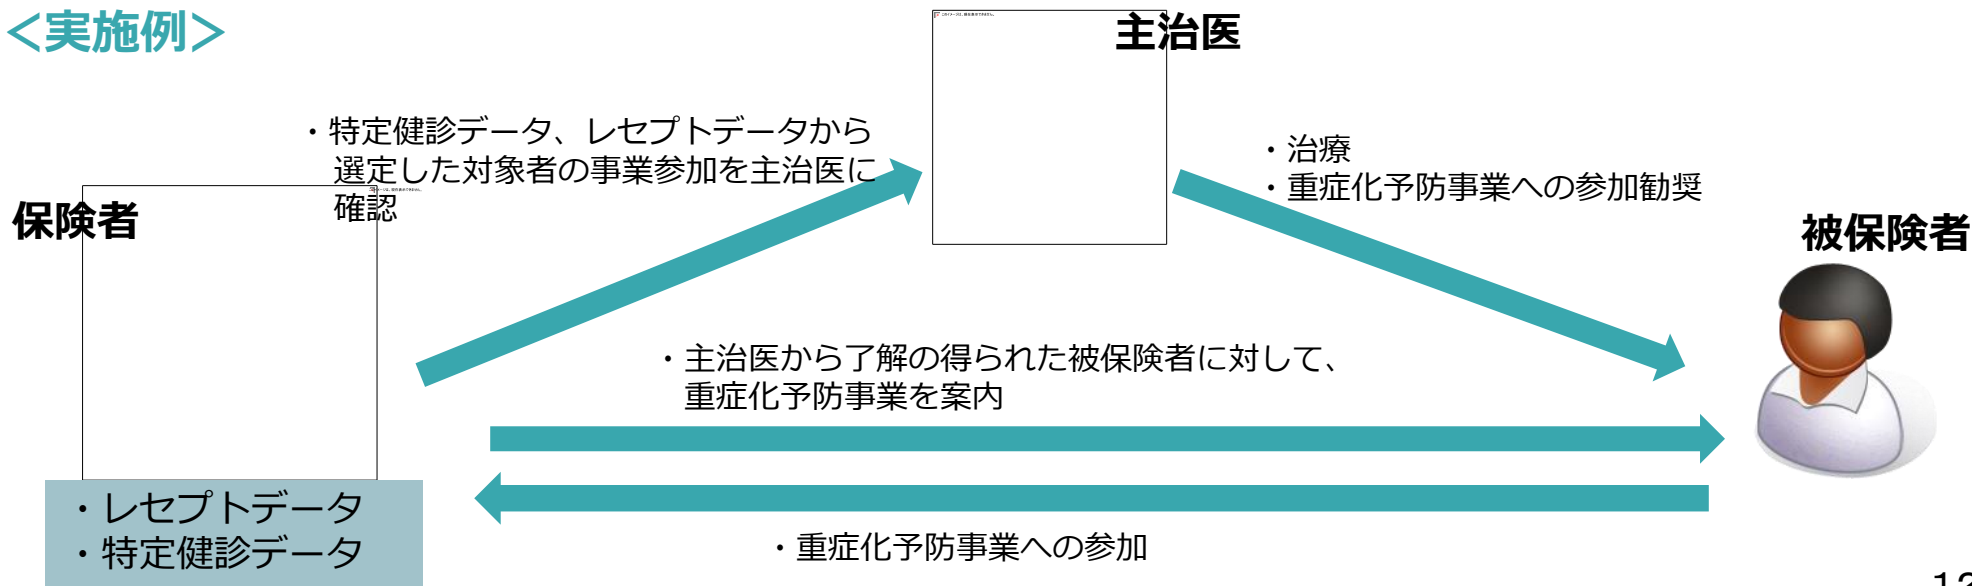 ＜実施例＞
主治医
・特定健診データ、レセプトデータから
選定した対象者の事業参加を主治医に
確認
・治療
・重症化予防事業への参加勧奨
保険者
被保険者
・主治医から了解の得られた被保険者に対して、
重症化予防事業を案内
・レセプトデータ
・特定健診データ
・重症化予防事業への参加